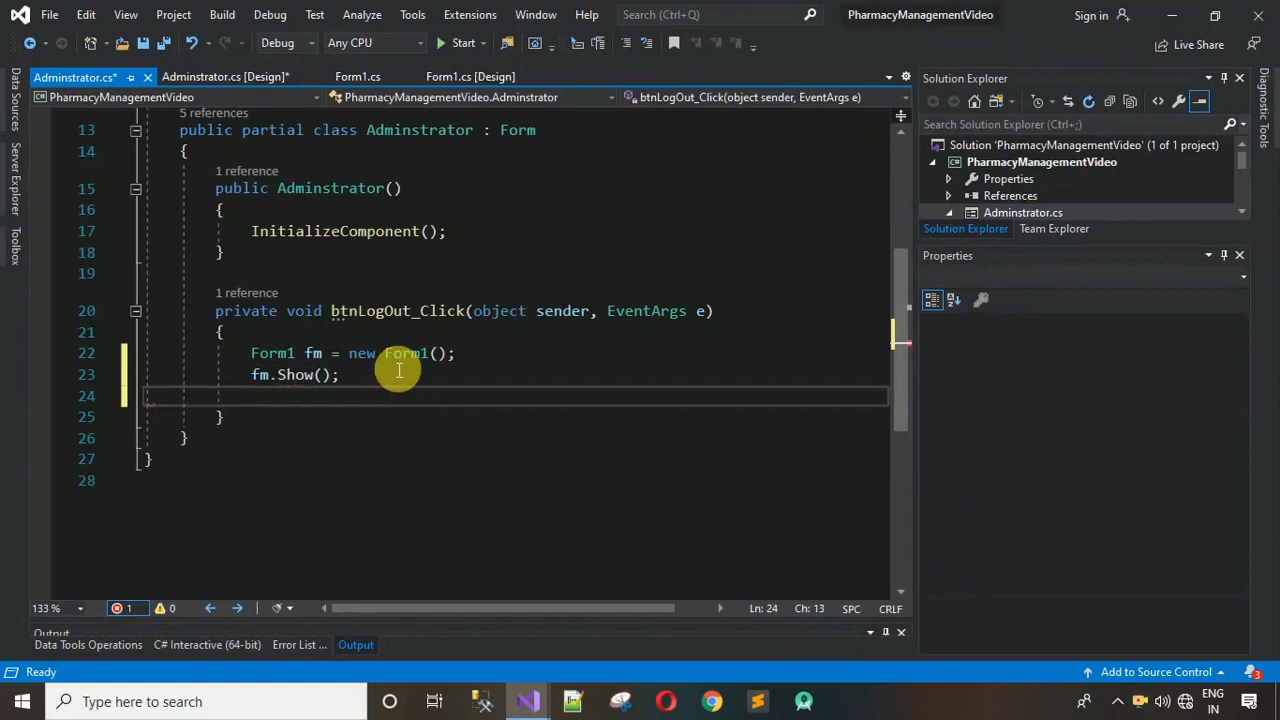 File Edit View Project Build Debug Test Analyze Tools Extensions Window Help Search (Ctrl+Q) PharmacyManagementVideo Sign in
Debug Any CPU Start Live Share
Adminstrator.cs* Adminstrator.cs [Design]* Form1.cs Form1.cs [Design]
PharmacyManagementVideo PharmacyManagementVideo.Adminstrator btnLogOut_Click(object sender, EventArgs e)
Data Sources
Server Explorer
Toolbox
5 references
13 public partial class Adminstrator : Form
14 {
1 reference
15 public Adminstrator()
16 {
17 InitializeComponent();
18 }
19
1 reference
20 private void btnLogOut_Click(object sender, EventArgs e)
21 {
22 Form1 fm = new Form1();
23 fm.Show();
24
25 }
26 }
27 }
28
133 % 1 0 Ln: 24 Ch: 13 SPC CRLF
Output
Data Tools Operations C# Interactive (64-bit) Error List ... Output
Solution Explorer
Search Solution Explorer (Ctrl+;)
Solution 'PharmacyManagementVideo' (1 of 1 project)
PharmacyManagementVideo
Properties
References
Adminstrator.cs
Solution Explorer Team Explorer
Properties
Diagnostic Tools
Ready Add to Source Control 3
Type here to search ENG
IN